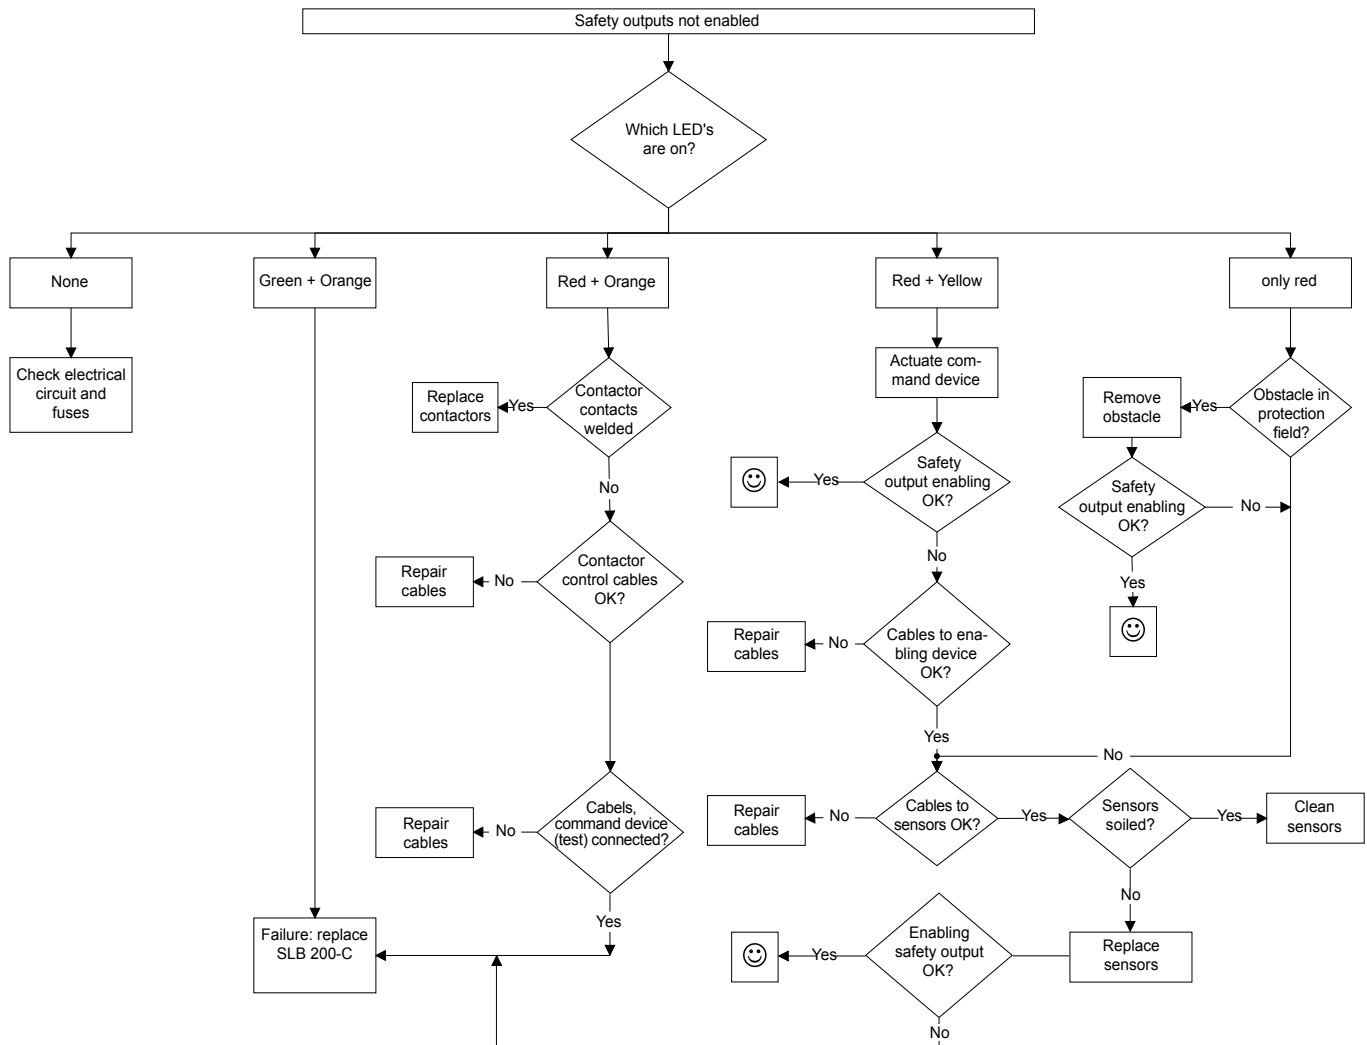 Safety outputs not enabled
Which LED's
are on?
None
Green + Orange
Red + Orange
Red + Yellow
only red
Check electrical
circuit and
fuses
Replace
contactors
Yes
Contactor
contacts
welded
Actuate com-
mand device
Remove
obstacle
Yes
Obstacle in
protection
field?
Yes
Safety
output enabling
OK?
Safety
output enabling
OK?
No
No
No
Repair
cables
No
Contactor
control cables
OK?
Yes
Repair
cables
No
Cables to ena-
bling device
OK?
Yes
No
Repair
cables
No
Cabels,
command device
(test) connected?
Repair
cables
No
Cables to
sensors OK?
Yes
Sensors
soiled?
Yes
Clean
sensors
No
Yes
Failure: replace
SLB 200-C
Yes
Enabling
safety output
OK?
Replace
sensors
No